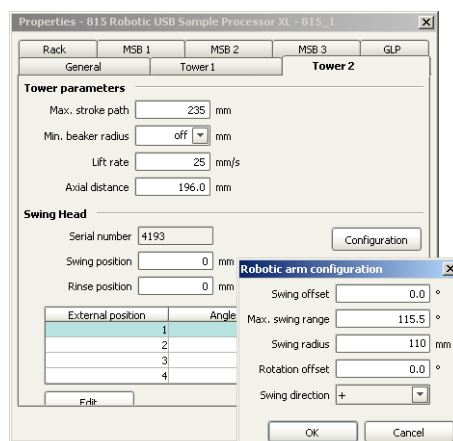 Properties - 815 Robotic USB Sample Processor XL - 815_1
Rack MSB 1 MSB 2 MSB 3 GLP
General Tower 1 Tower 2
Tower parameters
Max. stroke path 235 mm
Min. beaker radius off mm
Lift rate 25 mm/s
Axial distance 196.0 mm
Swing Head
Serial number 4193
Configuration
Swing position 0 mm
Rinse position 0 mm
External position Angle
1
2
3
4
Edit
Robotic arm configuration
Swing offset 0.0 °
Max. swing range 115.5 °
Swing radius 110 mm
Rotation offset 0.0 °
Swing direction +
OK Cancel